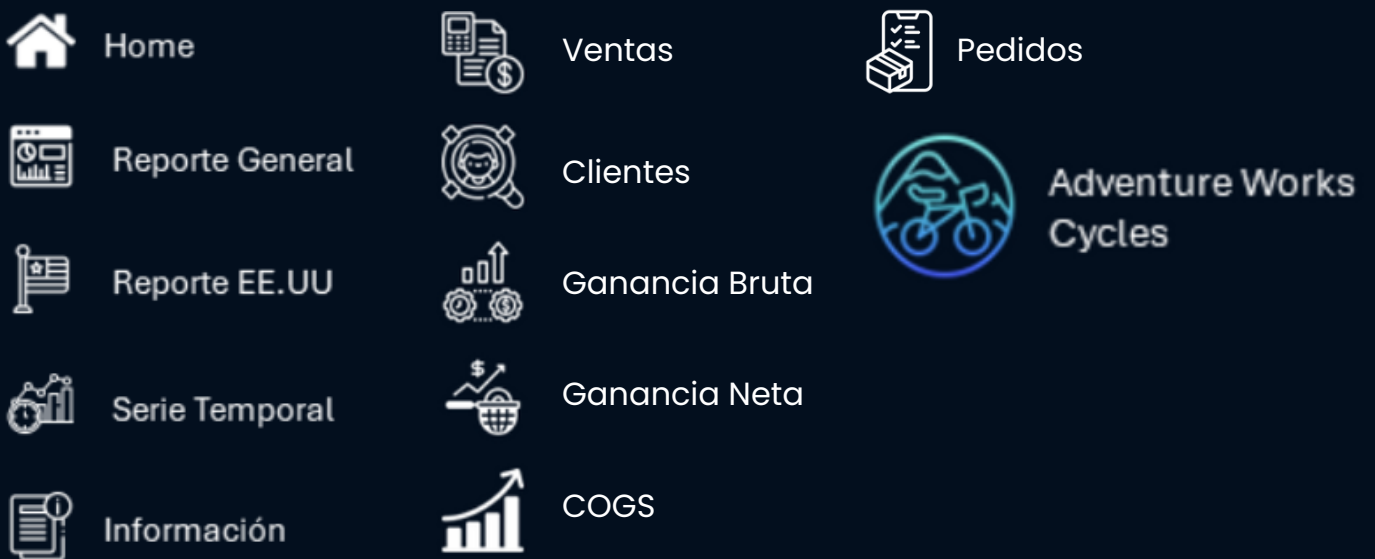 Home
Reporte General
Reporte EE.UU
Serie Temporal
Información
Ventas
Clientes
Ganancia Bruta
Ganancia Neta
COGS
Pedidos
Adventure Works
Cycles